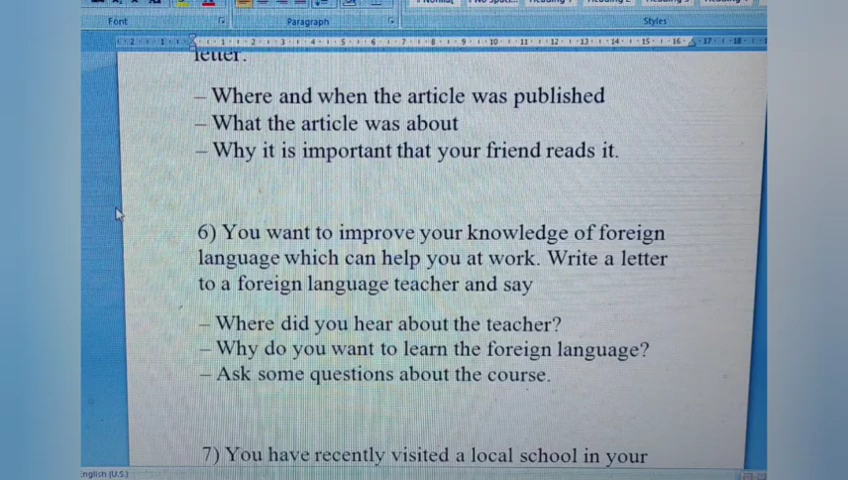 Font
Paragraph
Styles
letter.
– Where and when the article was published
– What the article was about
– Why it is important that your friend reads it.
6) You want to improve your knowledge of foreign
language which can help you at work. Write a letter
to a foreign language teacher and say
– Where did you hear about the teacher?
– Why do you want to learn the foreign language?
– Ask some questions about the course.
7) You have recently visited a local school in your
English (U.S.)